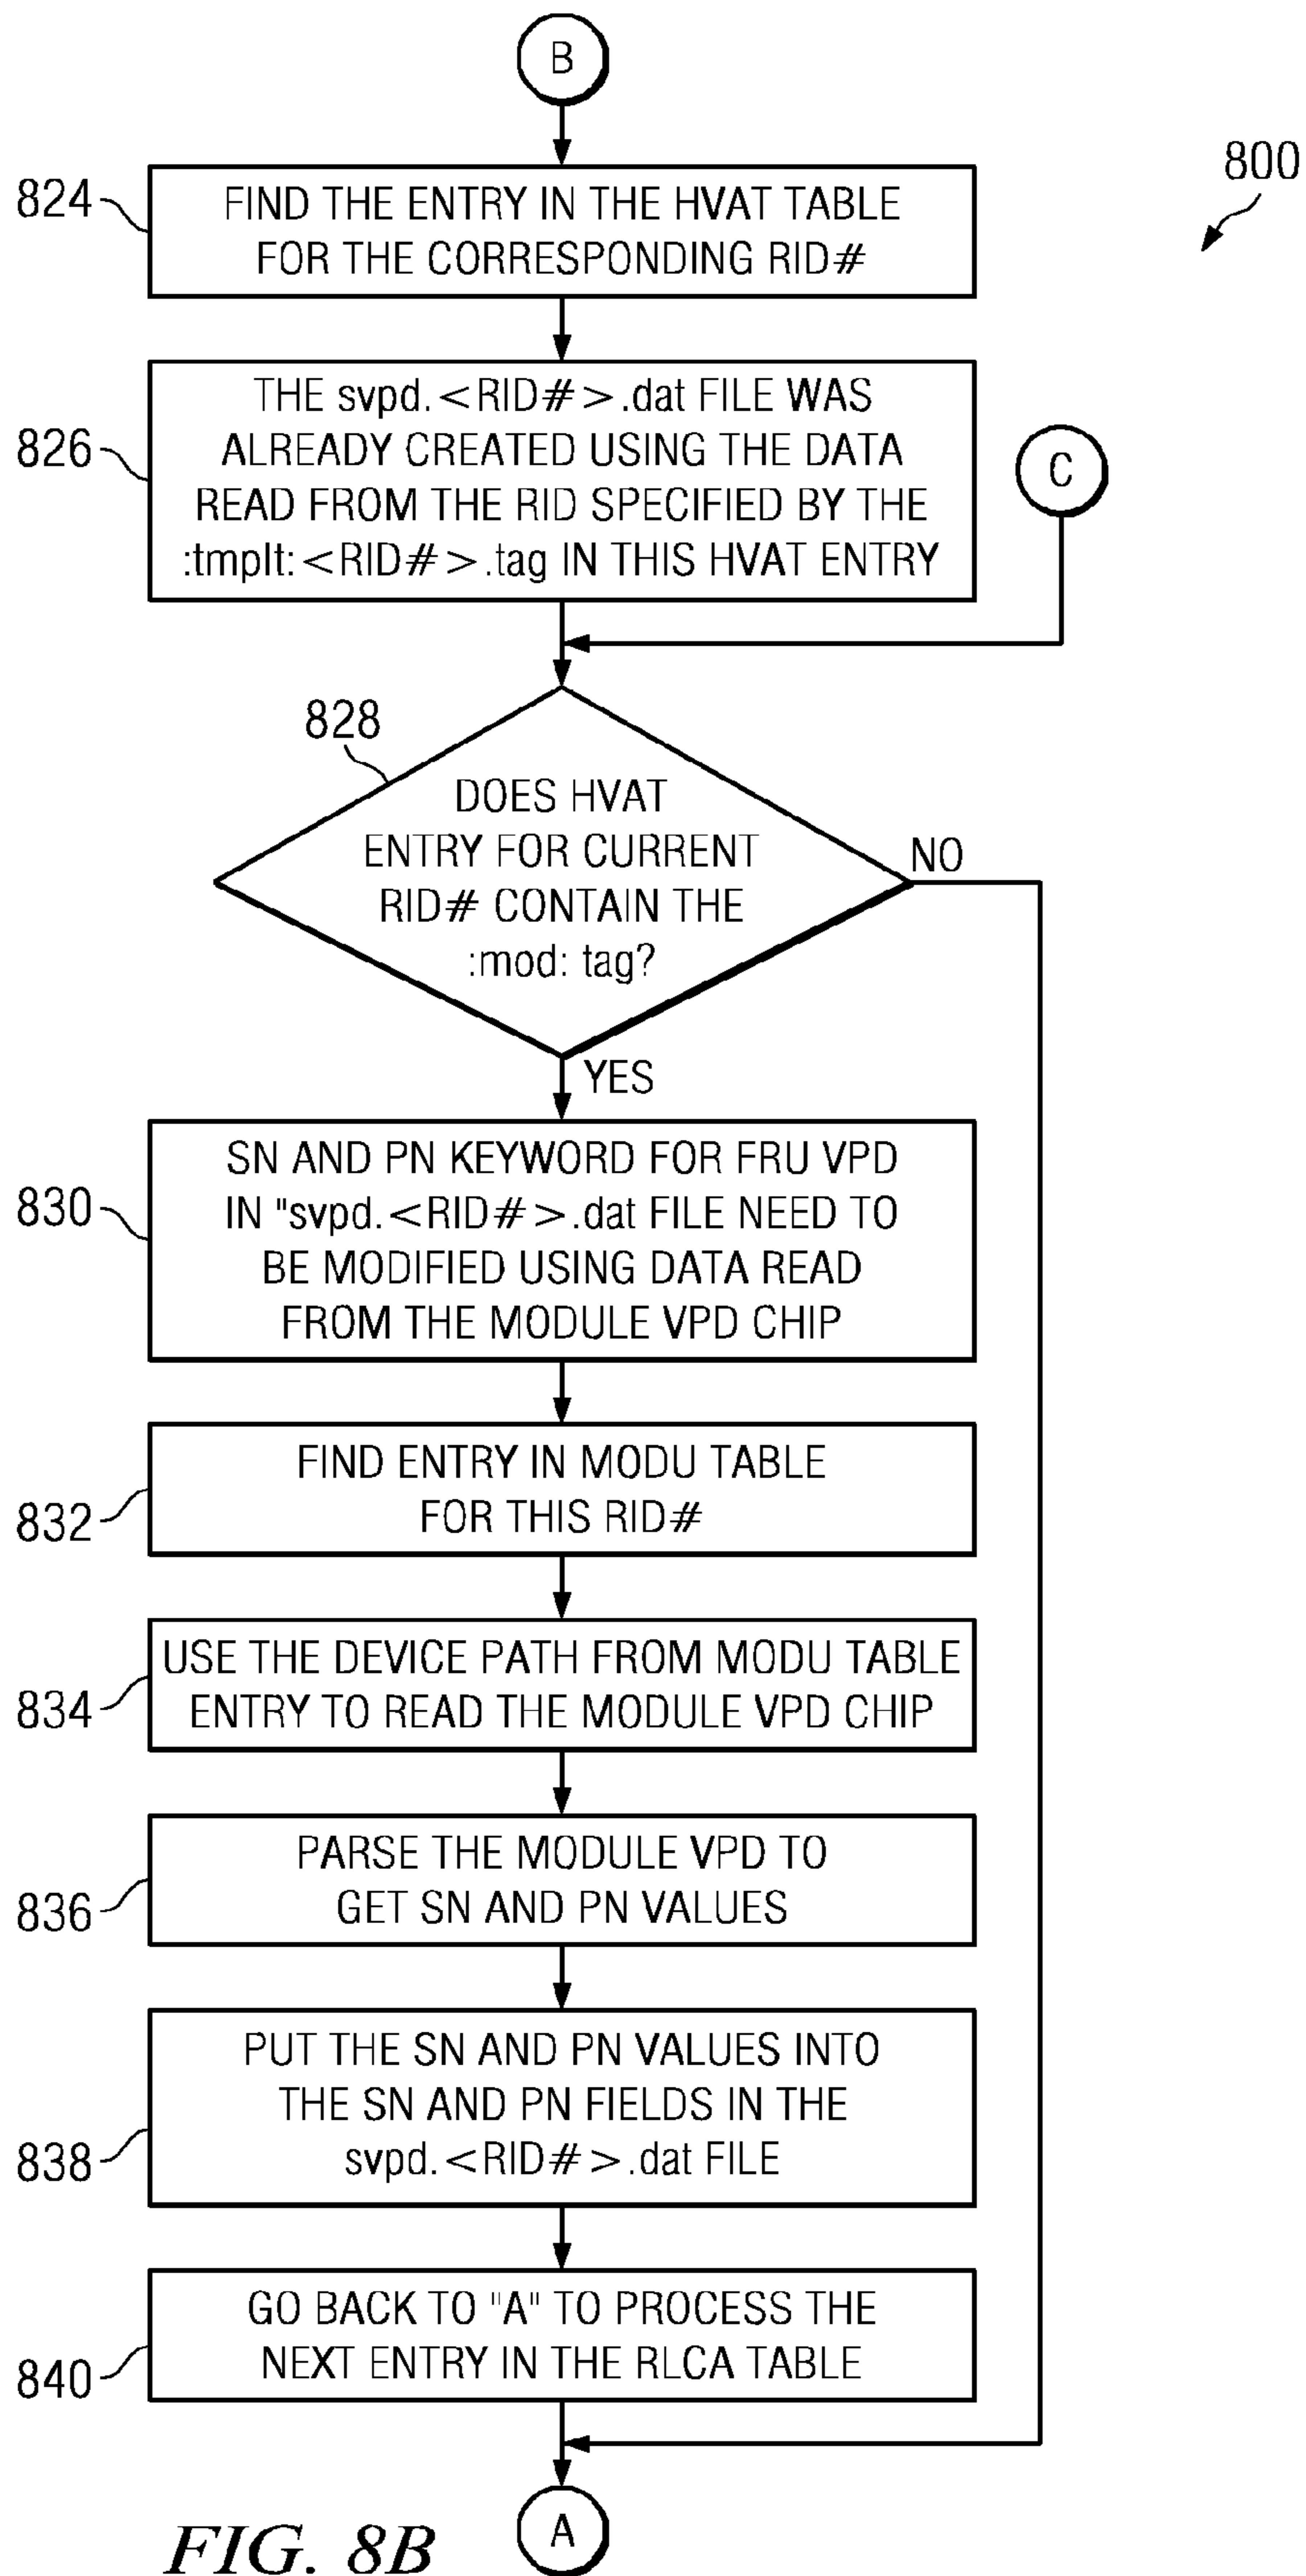 B
800
824
FIND THE ENTRY IN THE HVAT TABLE
FOR THE CORRESPONDING RID#
826
THE svpd.<RID#>.dat FILE WAS
ALREADY CREATED USING THE DATA
READ FROM THE RID SPECIFIED BY THE
:tmplt:<RID#>.tag IN THIS HVAT ENTRY
C
828
DOES HVAT
ENTRY FOR CURRENT
RID# CONTAIN THE
:mod: tag?
NO
YES
830
SN AND PN KEYWORD FOR FRU VPD
IN "svpd.<RID#>.dat FILE NEED TO
BE MODIFIED USING DATA READ
FROM THE MODULE VPD CHIP
832
FIND ENTRY IN MODU TABLE
FOR THIS RID#
834
USE THE DEVICE PATH FROM MODU TABLE
ENTRY TO READ THE MODULE VPD CHIP
836
PARSE THE MODULE VPD TO
GET SN AND PN VALUES
838
PUT THE SN AND PN VALUES INTO
THE SN AND PN FIELDS IN THE
svpd.<RID#>.dat FILE
840
GO BACK TO "A" TO PROCESS THE
NEXT ENTRY IN THE RLCA TABLE
A
FIG. 8B